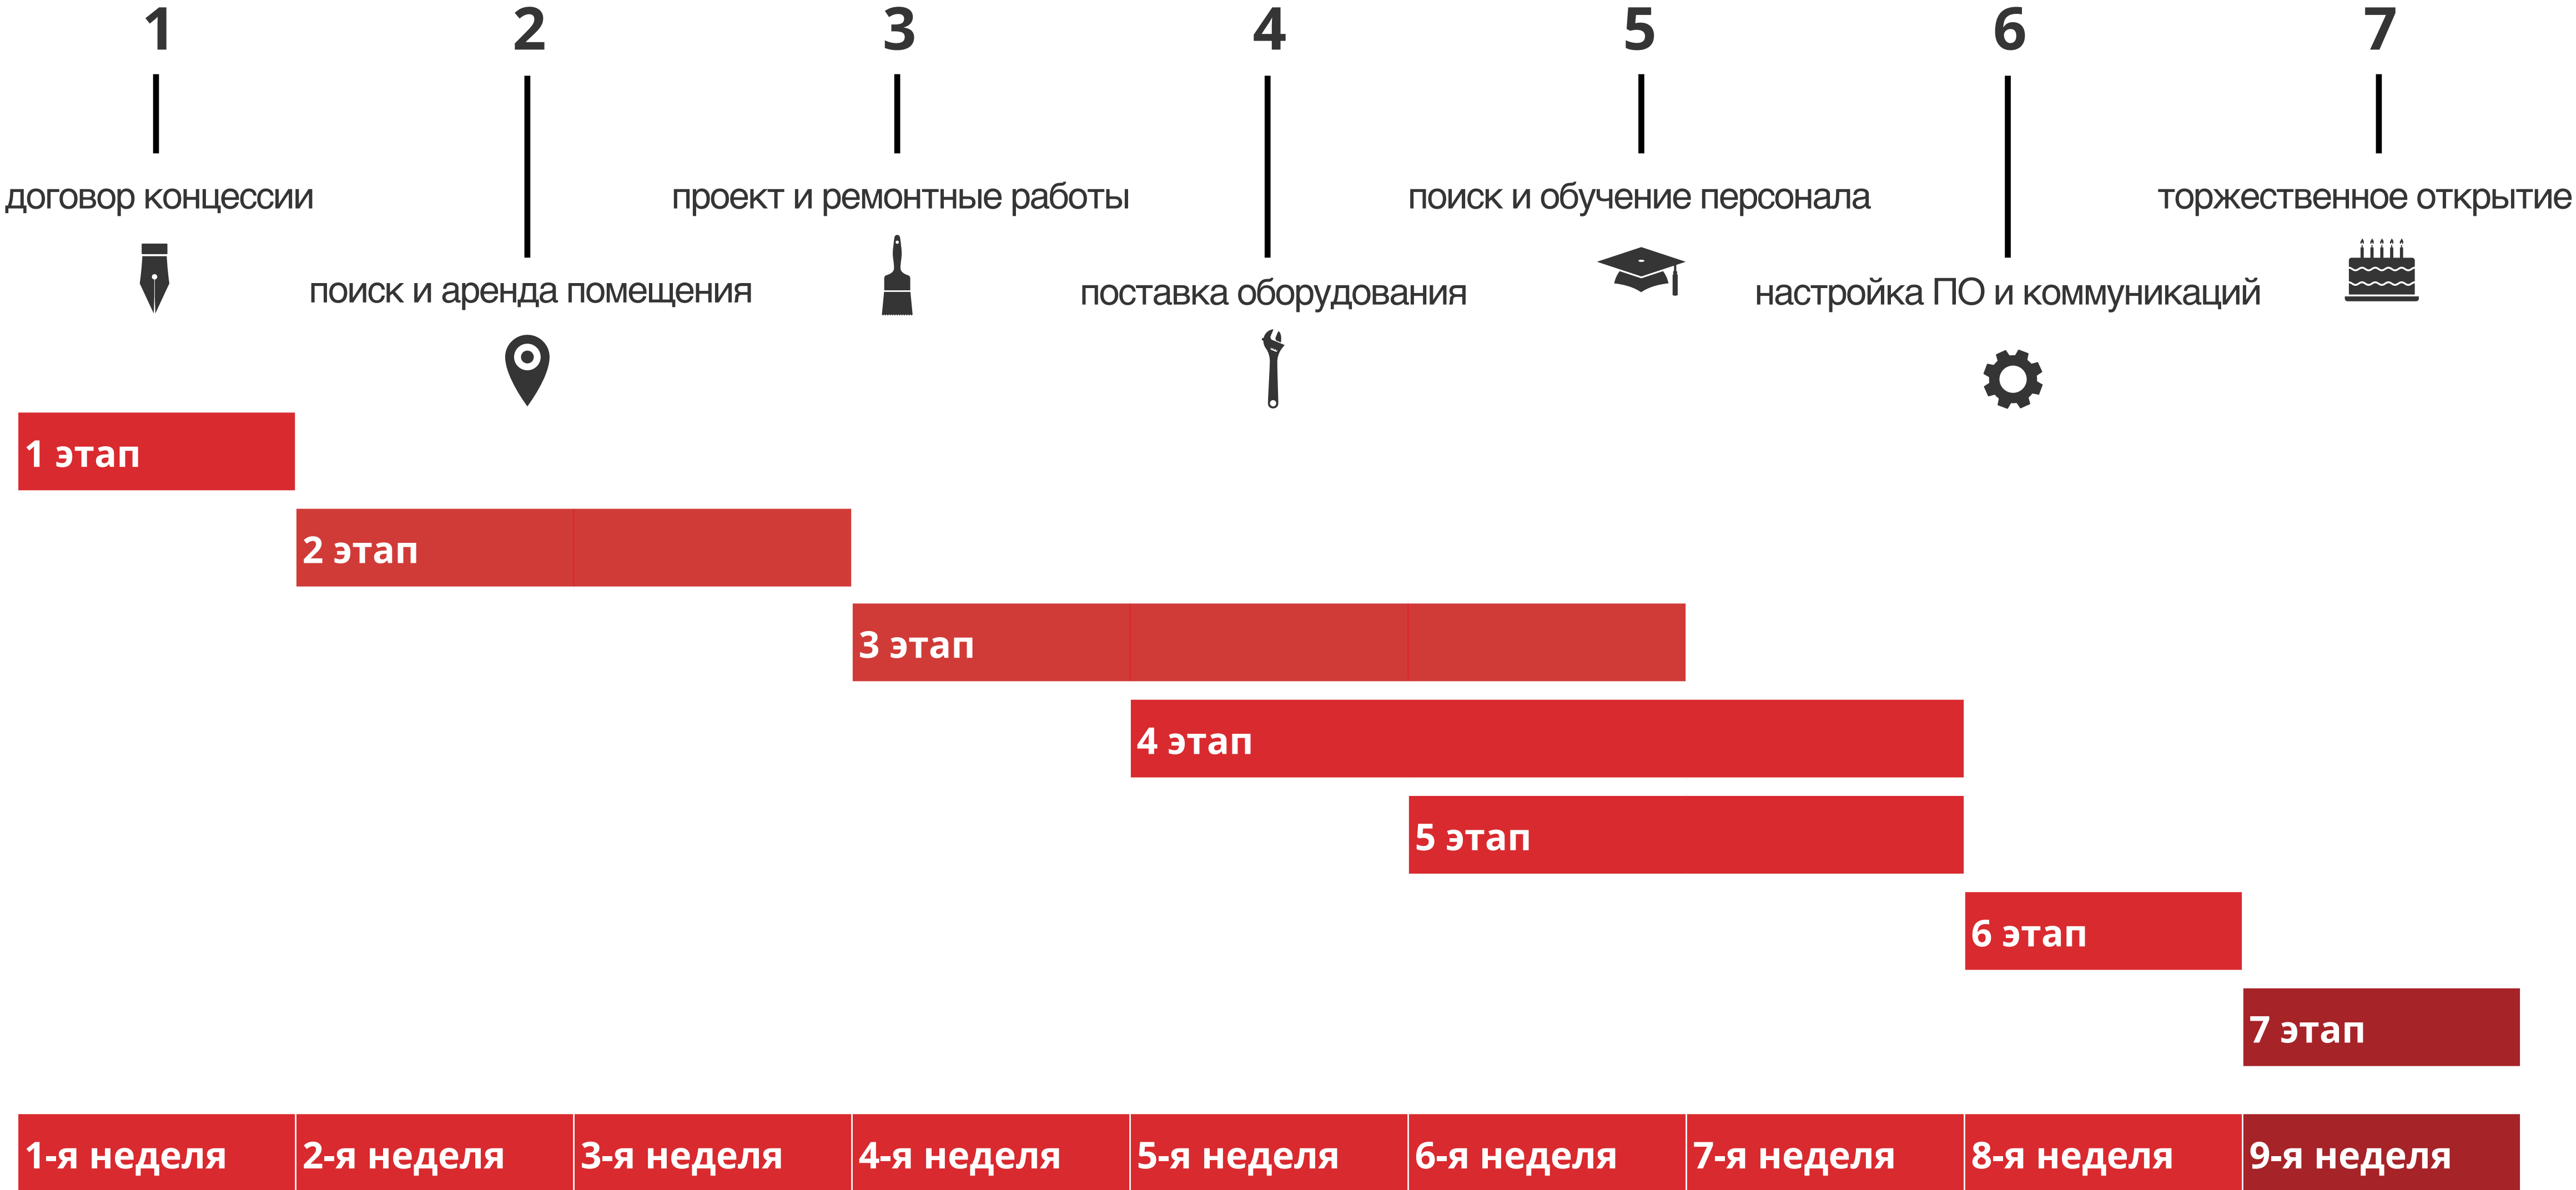 1
2
3
4
5
6
7
договор концессии
проект и ремонтные работы
поиск и обучение персонала
торжественное открытие
поиск и аренда помещения
поставка оборудования
настройка ПО и коммуникаций
1 этап
2 этап
3 этап
4 этап
5 этап
6 этап
7 этап
1-я неделя
2-я неделя
3-я неделя
4-я неделя
5-я неделя
6-я неделя
7-я неделя
8-я неделя
9-я неделя